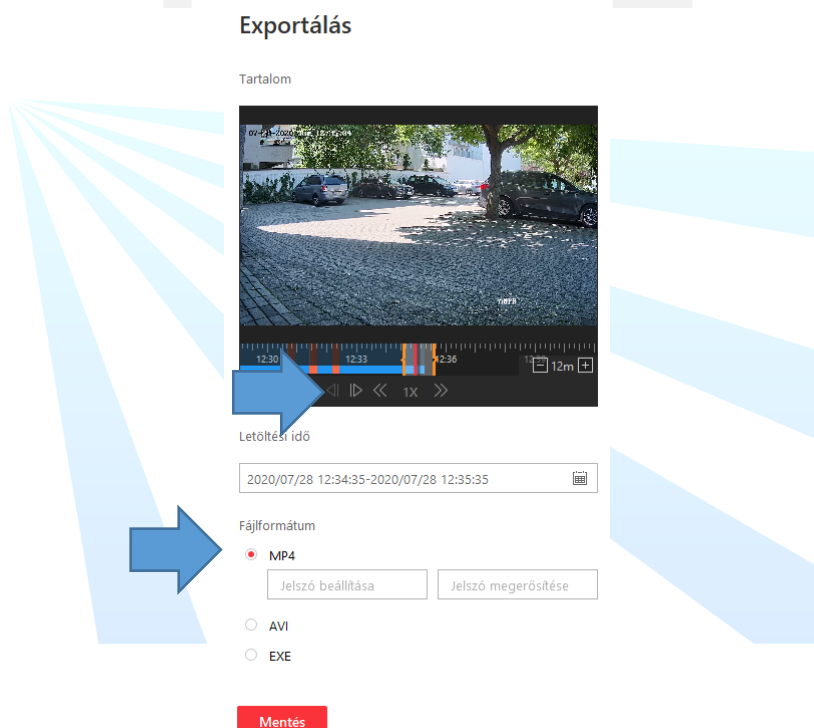 Exportálás
Tartalom
12:30
12:33
12:36
12m
1X
Letöltési idő
2020/07/28 12:34:35-2020/07/28 12:35:35
Fájlformátum
MP4
Jelszó beállítása
Jelszó megerősítése
AVI
EXE
Mentés